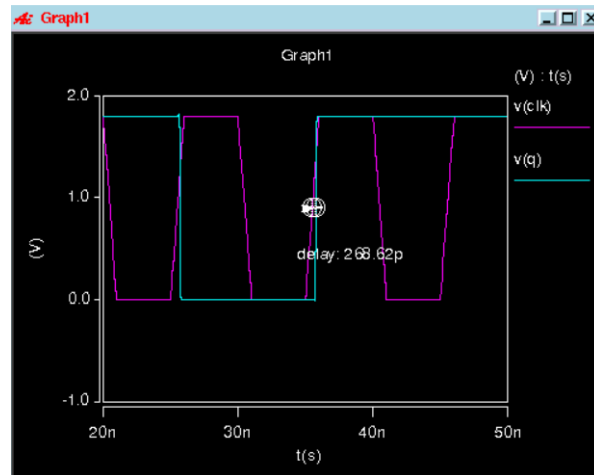 Graph1
Graph1
(V) : t(s)
v(clk)
v(q)
2.0
1.0
0.0
-1.0
(V)
delay: 268.62p
20n 30n 40n 50n
t(s)